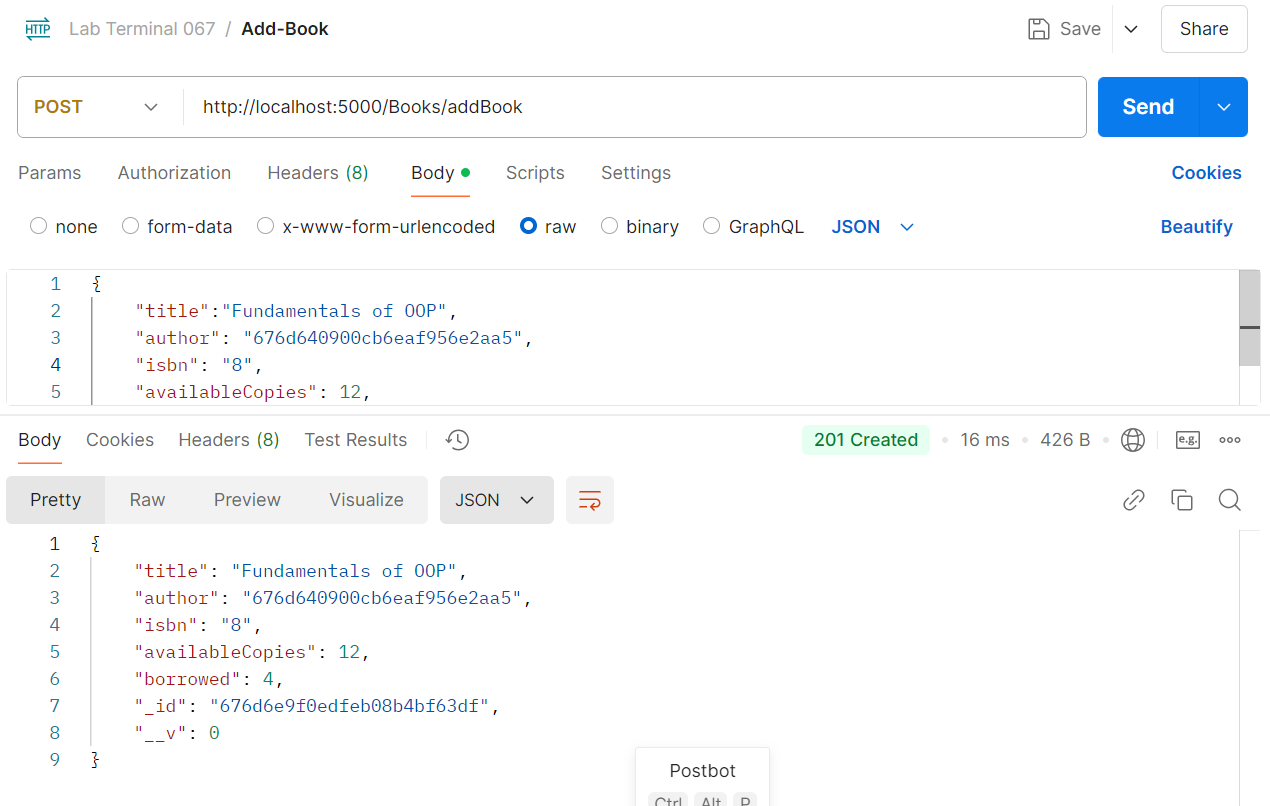 HTTP Lab Terminal 067 / Add-Book Save Share
POST http://localhost:5000/Books/addBook Send
Params Authorization Headers (8) Body Scripts Settings Cookies
none form-data x-www-form-urlencoded raw binary GraphQL JSON Beautify
1 {
2 "title":"Fundamentals of OOP",
3 "author": "676d640900cb6eaf956e2aa5",
4 "isbn": "8",
5 "availableCopies": 12,
Body Cookies Headers (8) Test Results 201 Created 16 ms 426 B e.g.
Pretty Raw Preview Visualize JSON
1 {
2 "title": "Fundamentals of OOP",
3 "author": "676d640900cb6eaf956e2aa5",
4 "isbn": "8",
5 "availableCopies": 12,
6 "borrowed": 4,
7 "_id": "676d6e9f0edfeb08b4bf63df",
8 "__v": 0
9 }
Postbot
Ctrl Alt P